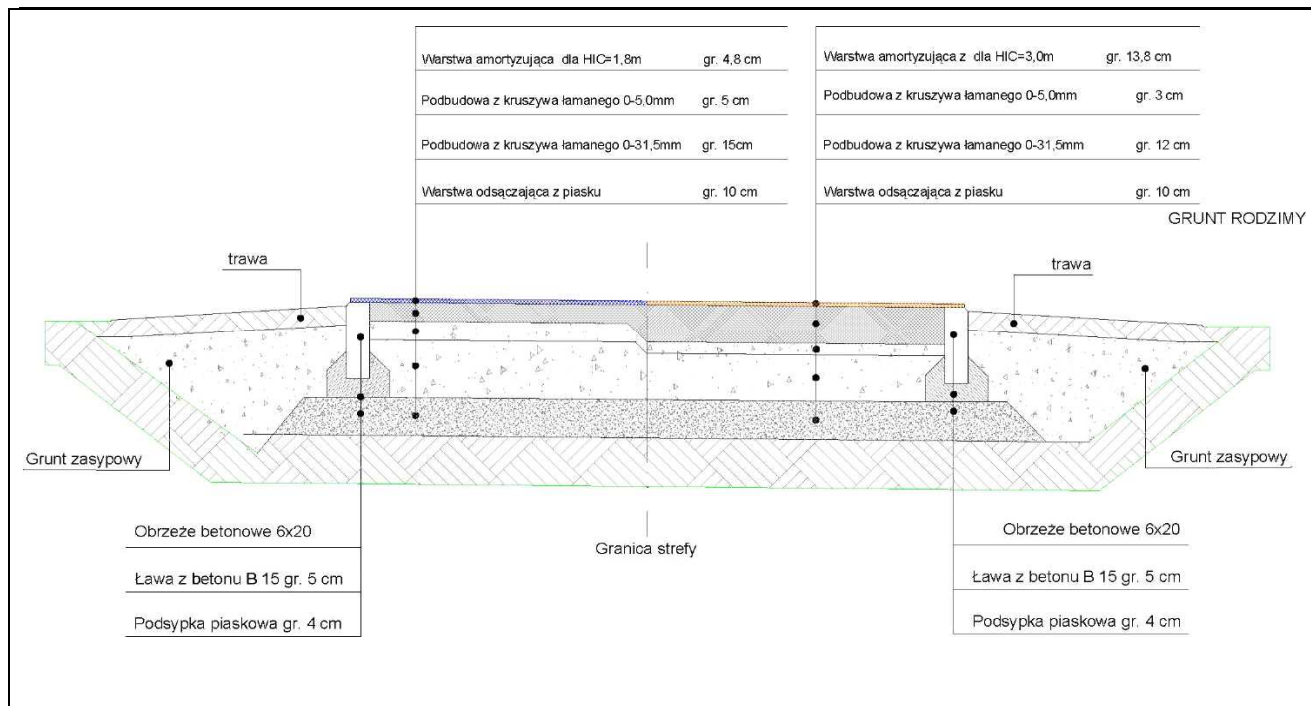 Warstwa amortyzująca dla HIC=1,8m gr. 4,8 cm
Podbudowa z kruszywa łamanego 0-5,0mm gr. 5 cm
Podbudowa z kruszywa łamanego 0-31,5mm gr. 15cm
Warstwa odsączająca z piasku gr. 10 cm
Warstwa amortyzująca z dla HIC=3,0m gr. 13,8 cm
Podbudowa z kruszywa łamanego 0-5,0mm gr. 3 cm
Podbudowa z kruszywa łamanego 0-31,5mm gr. 12 cm
Warstwa odsączająca z piasku gr. 10 cm
GRUNT RODZIMY
trawa
trawa
Grunt zasypowy
Grunt zasypowy
Obrzeże betonowe 6x20
Ława z betonu B 15 gr. 5 cm
Podsypka piaskowa gr. 4 cm
Granica strefy
Obrzeże betonowe 6x20
Ława z betonu B 15 gr. 5 cm
Podsypka piaskowa gr. 4 cm